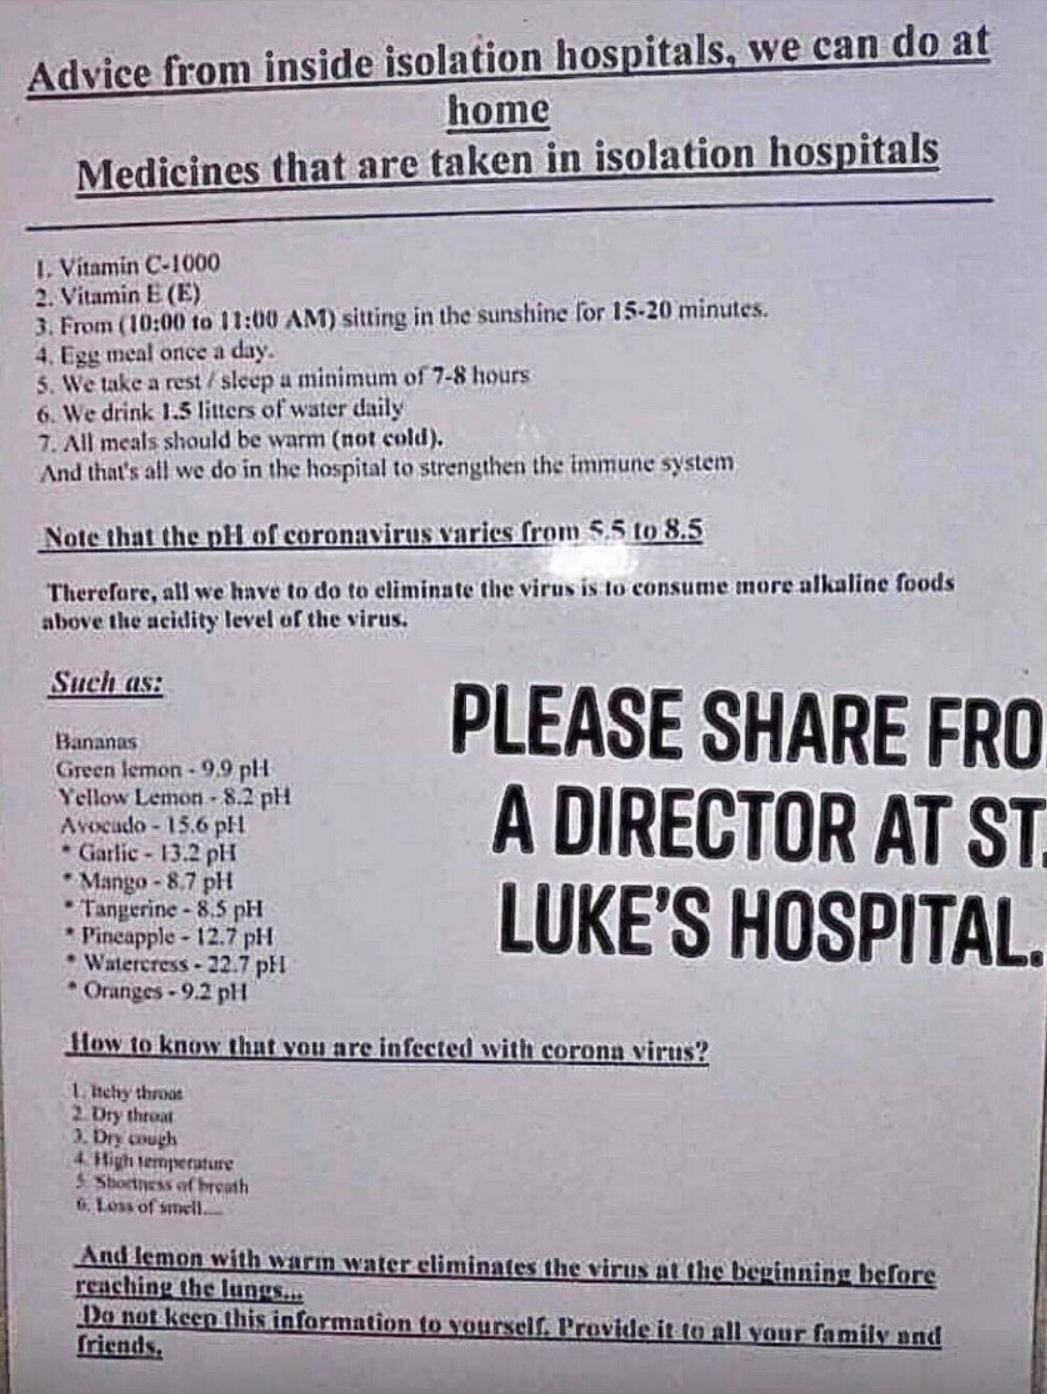 Advice from inside isolation hospitals, we can do at
home
Medicines that are taken in isolation hospitals
1. Vitamin C-1000
2. Vitamin E (E)
3. From (10:00 to 11:00 AM) sitting in the sunshine for 15-20 minutes.
4. Egg meal once a day.
5. We take a rest / sleep a minimum of 7-8 hours
6. We drink 1.5 litters of water daily
7. All meals should be warm (not cold).
And that's all we do in the hospital to strengthen the immune system
Note that the pH of coronavirus varies from 5.5 to 8.5
Therefore, all we have to do to eliminate the virus is to consume more alkaline foods
above the acidity level of the virus.
Such as:
Bananas
Green lemon - 9.9 pH
Yellow Lemon - 8.2 pH
Avocado - 15.6 pH
* Garlic - 13.2 pH
* Mango - 8.7 pH
* Tangerine - 8.5 pH
* Pineapple - 12.7 pH
* Watercress - 22.7 pH
* Oranges - 9.2 pH
PLEASE SHARE FRO
A DIRECTOR AT ST.
LUKE'S HOSPITAL.
How to know that you are infected with corona virus?
1. Itchy throat
2. Dry throat
3. Dry cough
4. High temperature
5. Shortness of breath
6. Loss of smell....
And lemon with warm water eliminates the virus at the beginning before
reaching the lungs...
Do not keep this information to yourself. Provide it to all your family and
friends.